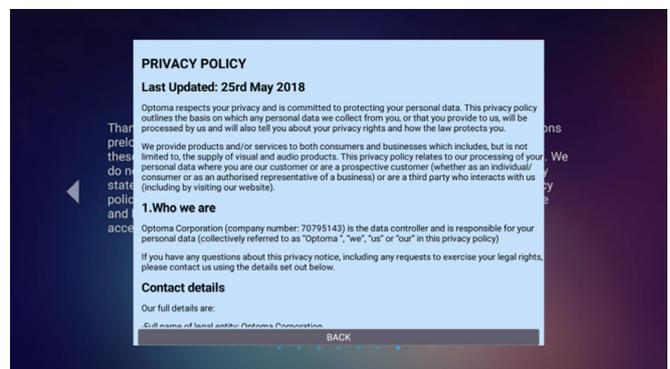 PRIVACY POLICY
Last Updated: 25rd May 2018
Optoma respects your privacy and is committed to protecting your personal data. This privacy policy
outlines the basis on which any personal data we collect from you, or that you provide to us, will be
processed by us and will also tell you about your privacy rights and how the law protects you.
We provide products and/or services to both consumers and businesses which includes, but is not
limited to, the supply of visual and audio products. This privacy policy relates to our processing of your
personal data where you are our customer or are a prospective customer (whether as an individual/
consumer or as an authorised representative of a business) or are a third party who interacts with us
(including by visiting our website).
1.Who we are
Optoma Corporation (company number: 70795143) is the data controller and is responsible for your
personal data (collectively referred to as "Optoma ", "we", "us" or "our" in this privacy policy)
If you have any questions about this privacy notice, including any requests to exercise your legal rights,
please contact us using the details set out below.
Contact details
Our full details are:
-Full name of legal entity: Optoma Corporation
BACK